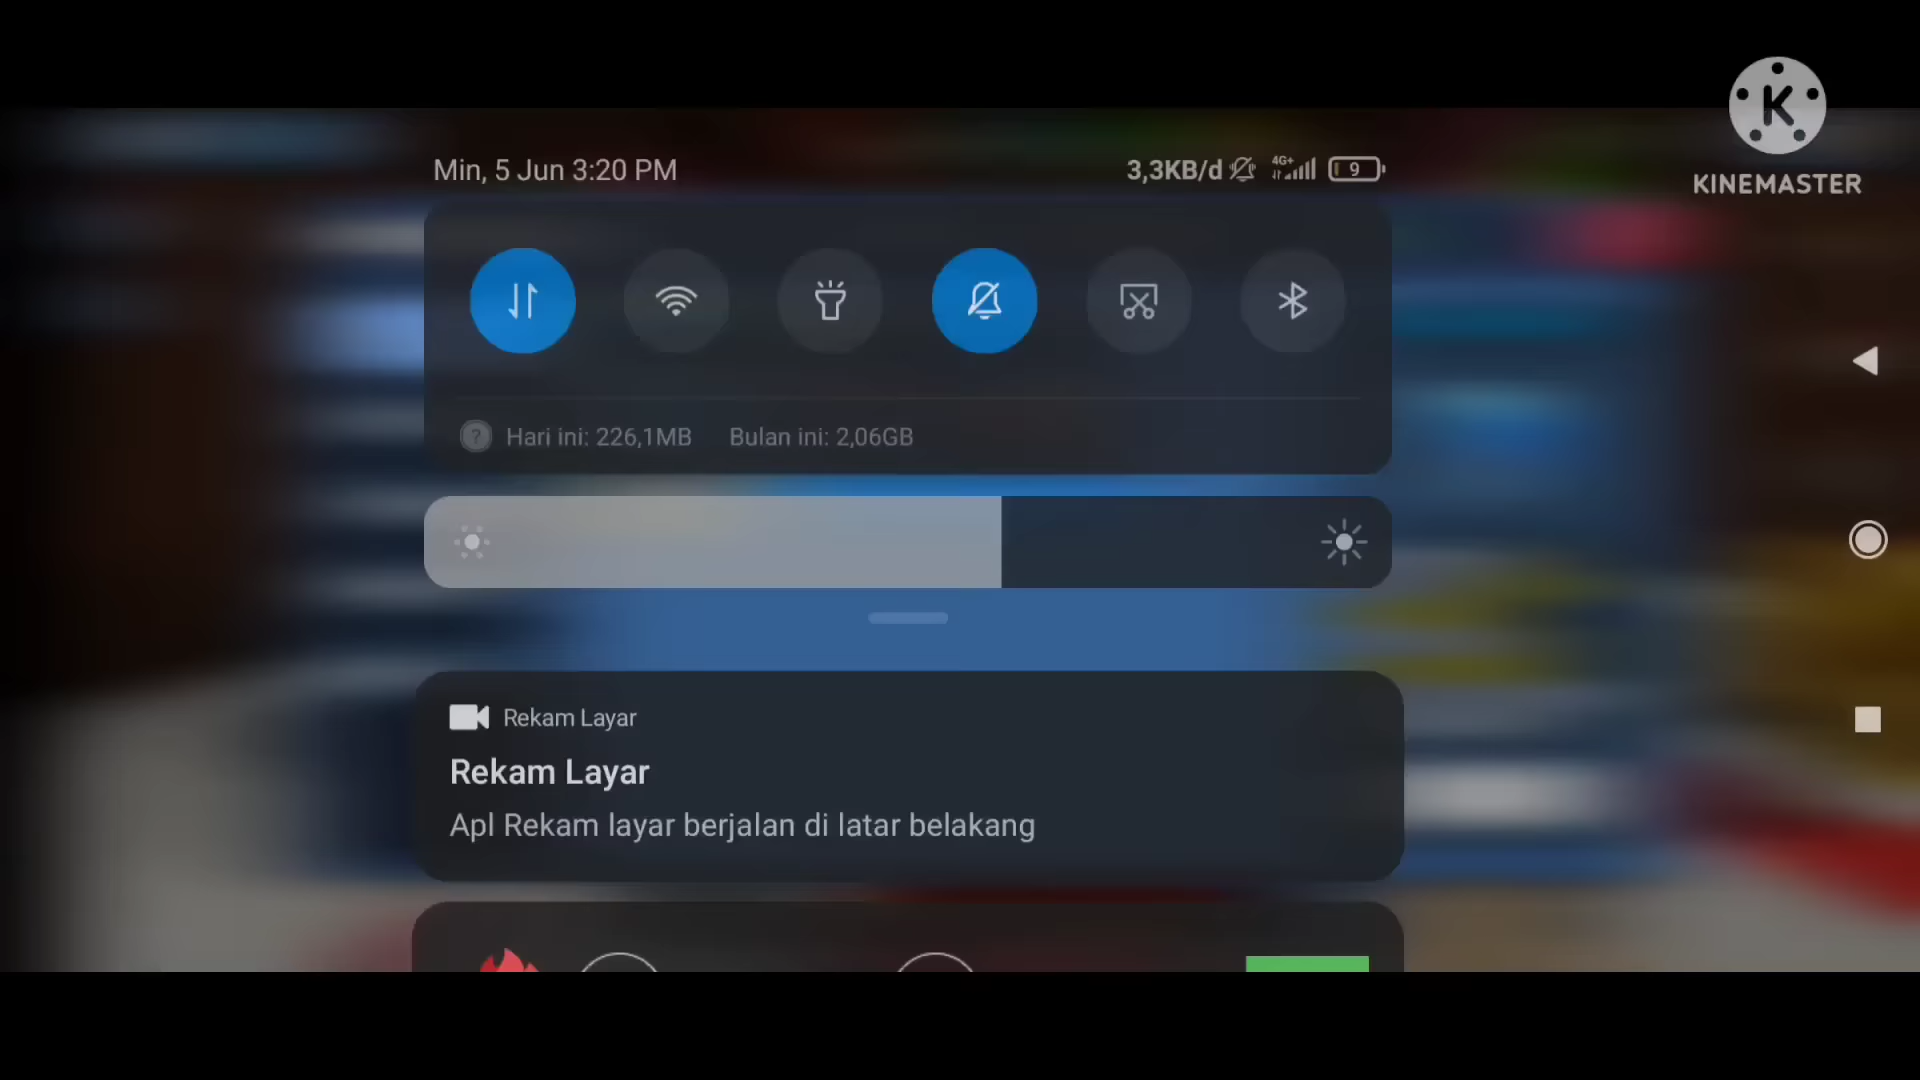 Min, 5 Jun 3:20 PM
3,3KB/d 4G+ 9
K
KINEMASTER
Hari ini: 226,1MB Bulan ini: 2,06GB
Rekam Layar
Rekam Layar
Apl Rekam layar berjalan di latar belakang